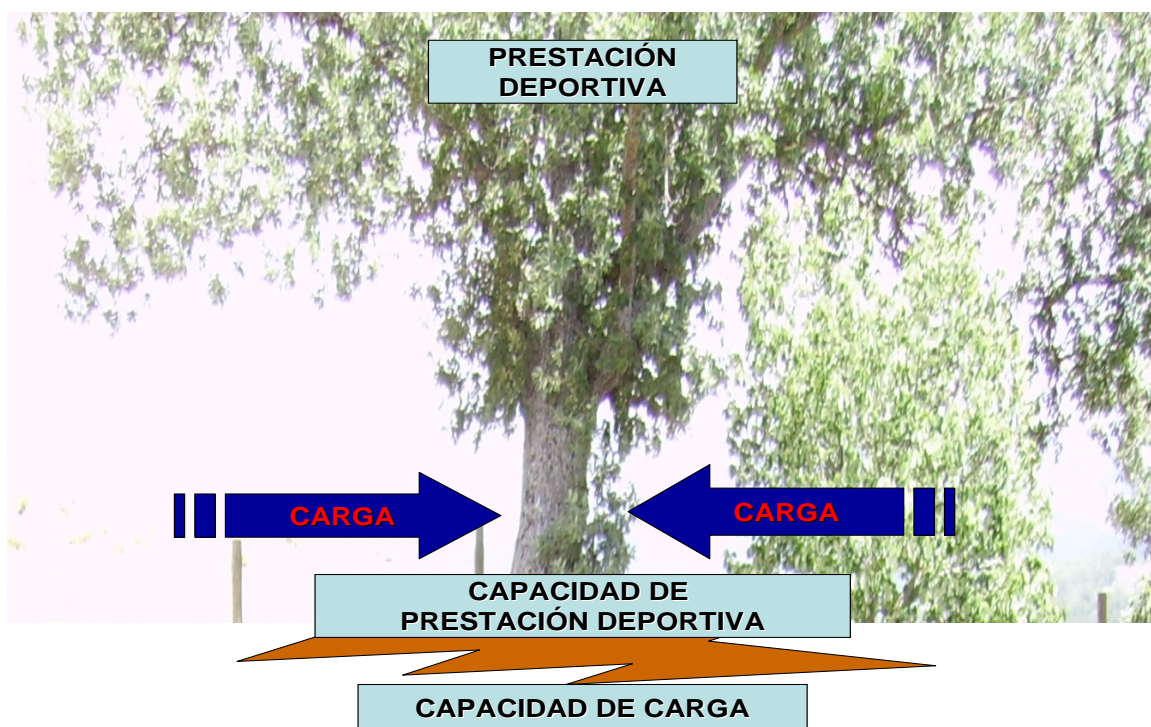 PRESTACIÓN
DEPORTIVA
CARGA
CARGA
CAPACIDAD DE
PRESTACIÓN DEPORTIVA
CAPACIDAD DE CARGA